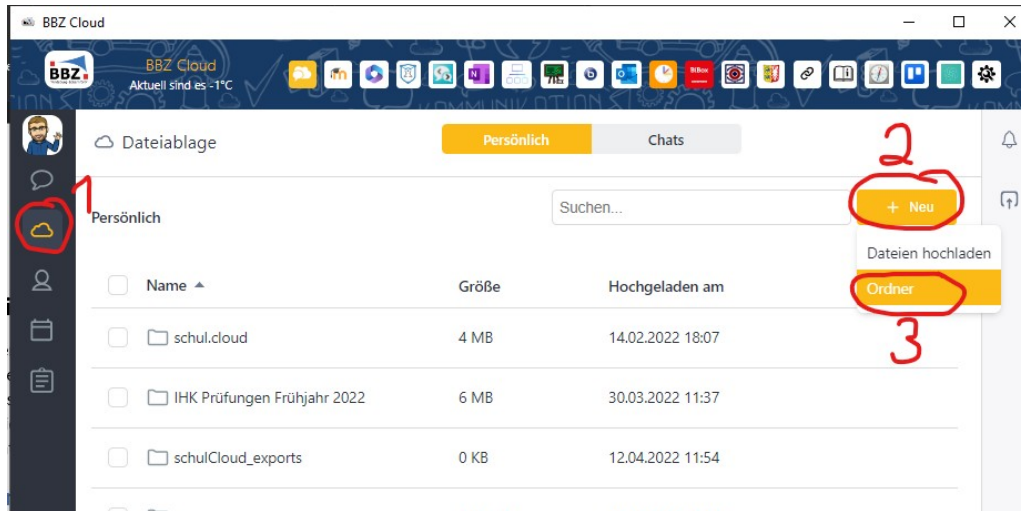 BBZ Cloud
BBZ.
BBZ Cloud
Aktuell sind es -1°C
BiBox
Dateiablage
Persönlich
Chats
2
1
Persönlich
Suchen...
+ Neu
Dateien hochladen
Ordner
3
Name
Größe
Hochgeladen am
schul.cloud
4 MB
14.02.2022 18:07
IHK Prüfungen Frühjahr 2022
6 MB
30.03.2022 11:37
schulCloud_exports
0 KB
12.04.2022 11:54